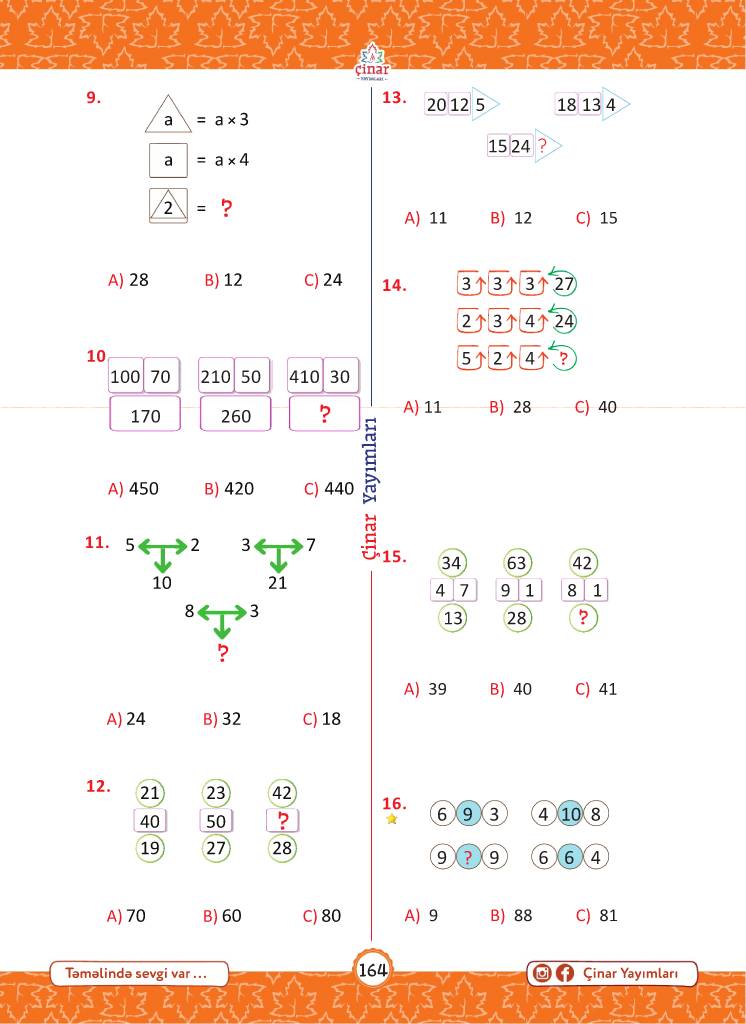 çınar
YAYIMLARI
9.
a = a × 3
a = a × 4
2 = ?
A) 28 B) 12 C) 24
10
100 70 210 50 410 30
170 260 ?
A) 450 B) 420 C) 440
11.
5 2 3 7
10 21
8 3
?
A) 24 B) 32 C) 18
12.
21 23 42
40 50 ?
19 27 28
A) 70 B) 60 C) 80
Çinar Yayımları
13.
20 12 5 18 13 4
15 24 ?
A) 11 B) 12 C) 15
14.
3 3 3 27
2 3 4 24
5 2 4 ?
A) 11 B) 28 C) 40
15.
34 63 42
4 7 9 1 8 1
13 28 ?
A) 39 B) 40 C) 41
16.
6 9 3 4 10 8
9 ? 9 6 6 4
A) 9 B) 88 C) 81
Təməlində sevgi var ...
164
Çinar Yayımları